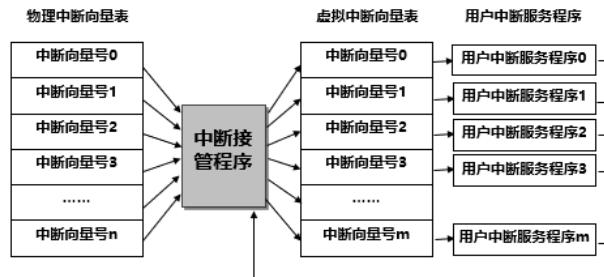 物理中断向量表
虚拟中断向量表
用户中断服务程序
中断向量号0
中断向量号1
中断向量号2
中断向量号3
……
中断向量号n
中断接
管程序
中断向量号0
中断向量号1
中断向量号2
中断向量号3
……
中断向量号m
用户中断服务程序0
用户中断服务程序1
用户中断服务程序2
用户中断服务程序3
用户中断服务程序m